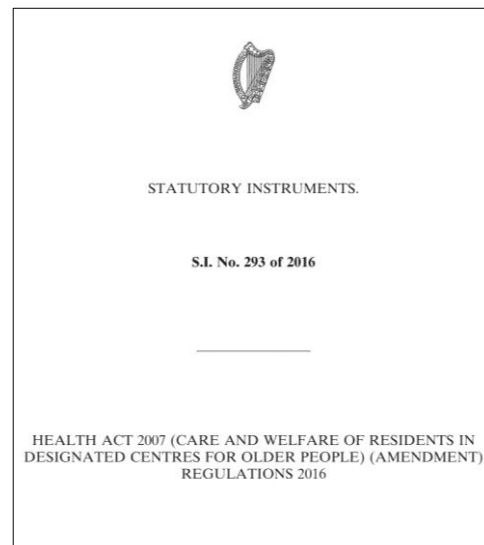 STATUTORY INSTRUMENTS.
S.I. No. 293 of 2016
HEALTH ACT 2007 (CARE AND WELFARE OF RESIDENTS IN
DESIGNATED CENTRES FOR OLDER PEOPLE) (AMENDMENT)
REGULATIONS 2016